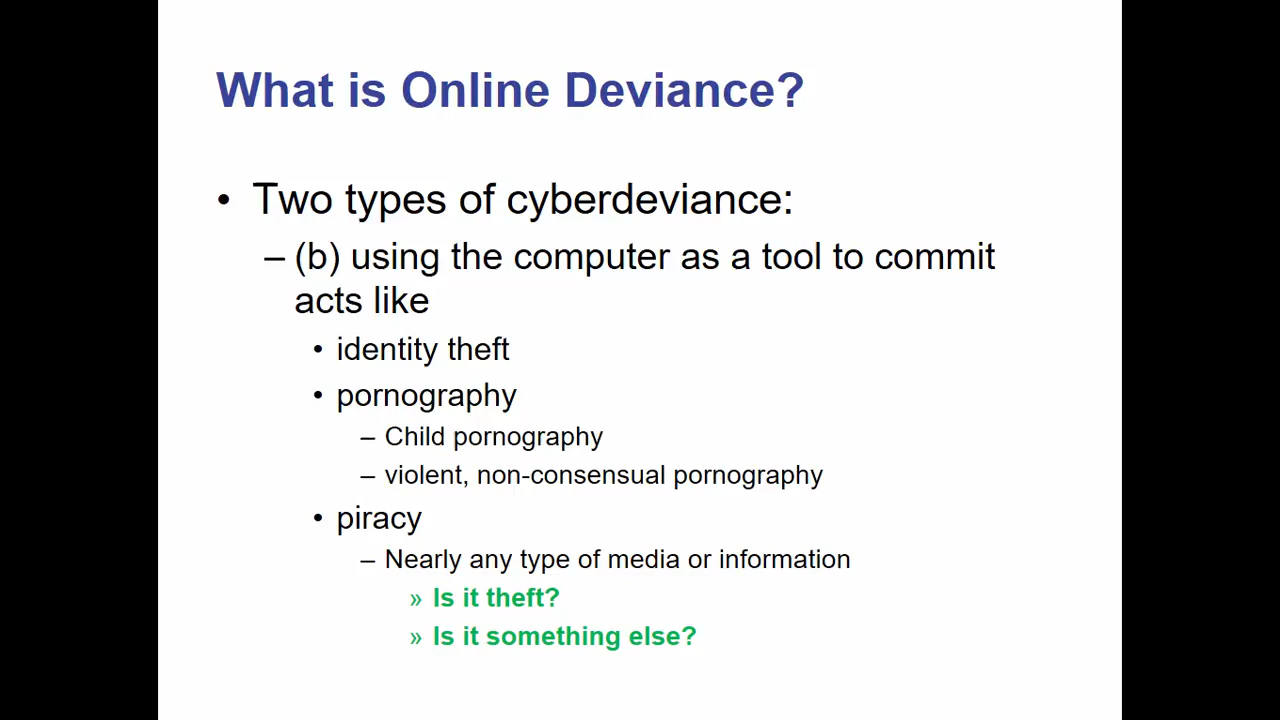 What is Online Deviance?
• Two types of cyberdeviance:
– (b) using the computer as a tool to commit
acts like
• identity theft
• pornography
– Child pornography
– violent, non-consensual pornography
• piracy
– Nearly any type of media or information
» Is it theft?
» Is it something else?